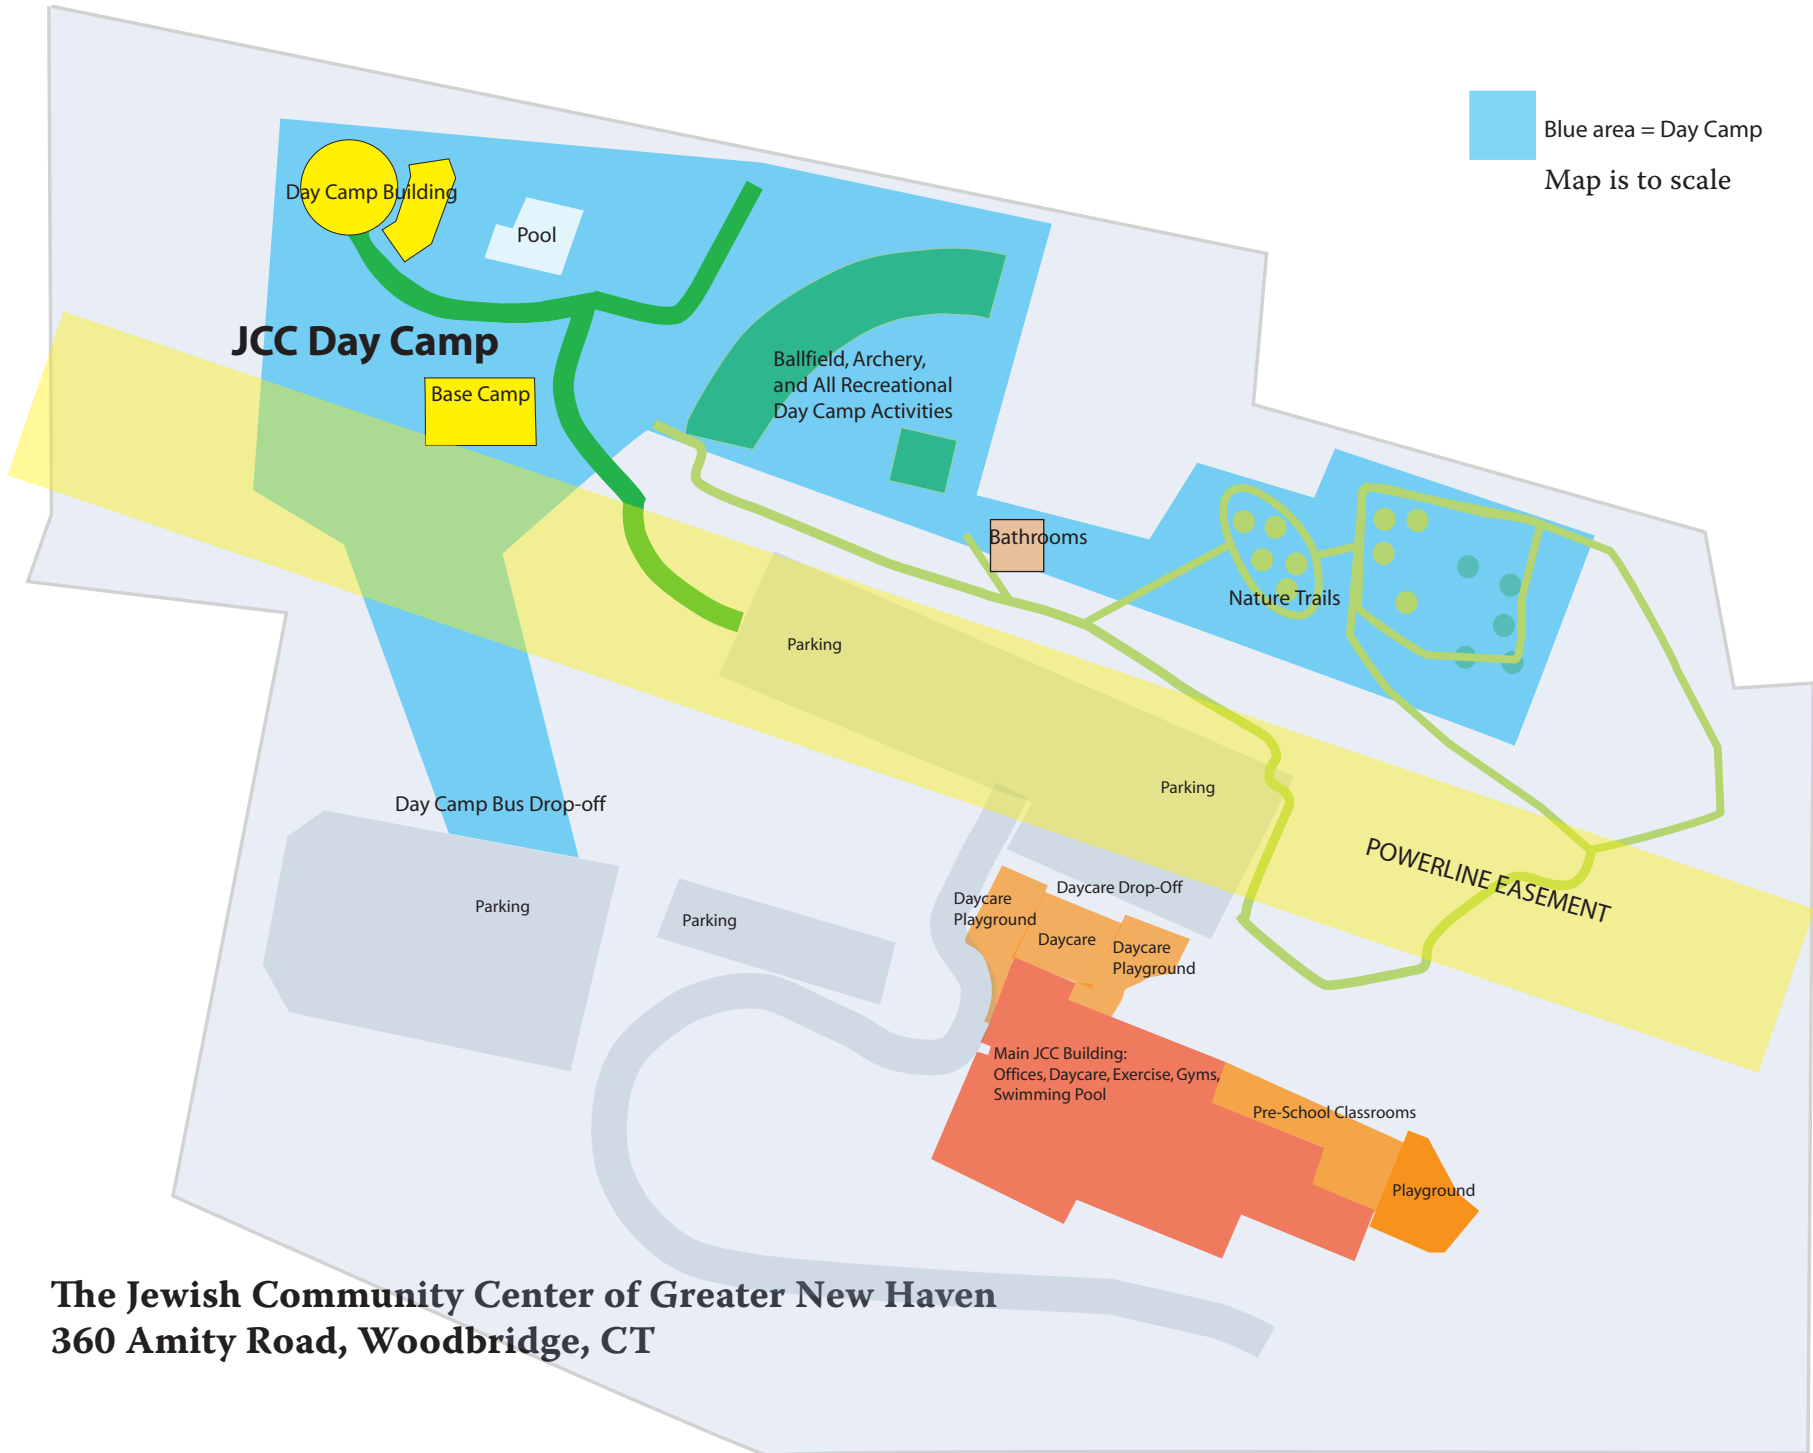 Blue area = Day Camp
Map is to scale
Day Camp Building
Pool
JCC Day Camp
Base Camp
Ballfield, Archery,
and All Recreational
Day Camp Activities
Bathrooms
Nature Trails
Parking
Parking
Day Camp Bus Drop-off
POWERLINE EASEMENT
Parking
Parking
Daycare Drop-Off
Daycare
Playground
Daycare
Daycare
Playground
Main JCC Building:
Offices, Daycare, Exercise, Gyms,
Swimming Pool
Pre-School Classrooms
Playground
The Jewish Community Center of Greater New Haven
360 Amity Road, Woodbridge, CT